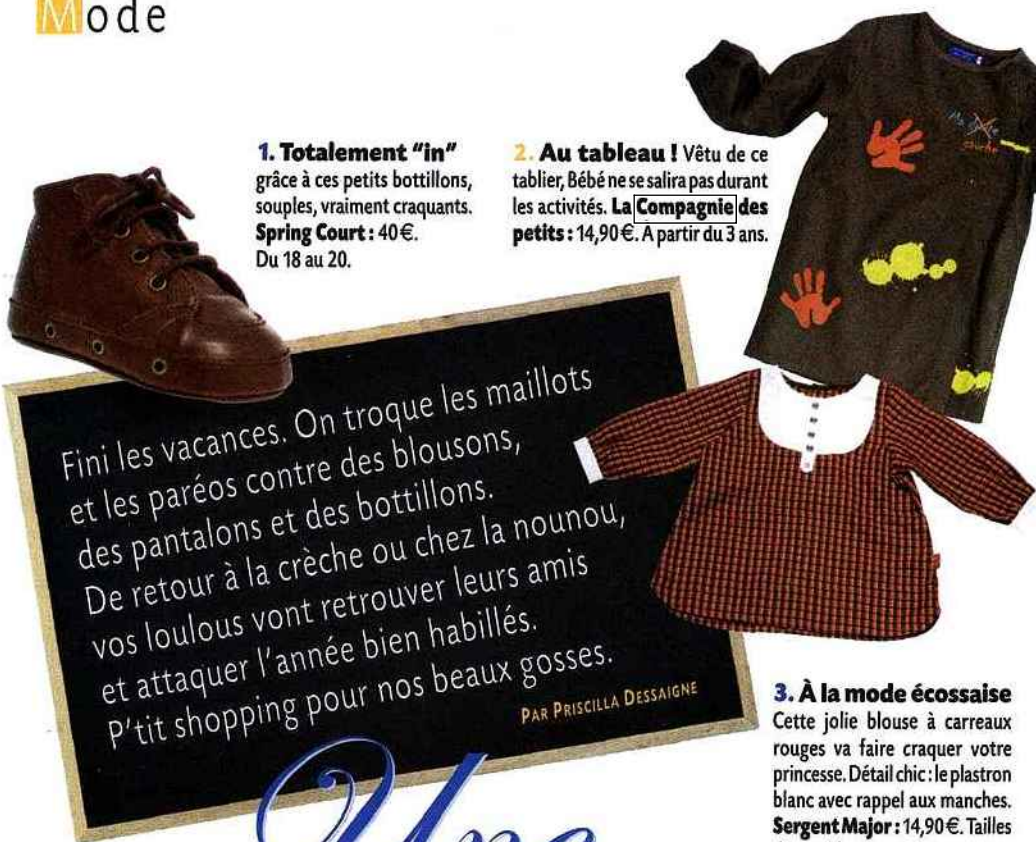 Mode
1. Totalement "in"
grâce à ces petits bottillons,
souples, vraiment craquants.
Spring Court : 40 €.
Du 18 au 20.
2. Au tableau ! Vêtu de ce
tablier, Bébé ne se salira pas durant
les activités. La Compagnie des
petits : 14,90 €. A partir du 3 ans.
Fini les vacances. On troque les maillots
et les paréos contre des blousons,
des pantalons et des bottillons.
De retour à la crèche ou chez la nounou,
vos loulous vont retrouver leurs amis
et attaquer l'année bien habillés.
P'tit shopping pour nos beaux gosses.
PAR PRISCILLA DESSAIGNE
3. À la mode écossaise
Cette jolie blouse à carreaux
rouges va faire craquer votre
princesse. Détail chic : le plastron
blanc avec rappel aux manches.
Sergent Major : 14,90 €. Tailles
Une